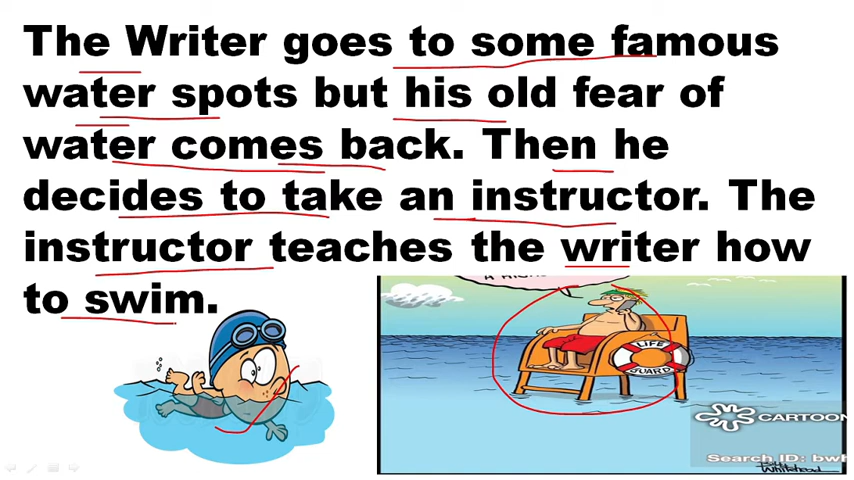 The Writer goes to some famous
water spots but his old fear of
water comes back. Then he
decides to take an instructor. The
instructor teaches the writer how
to swim.
LIFE
GUARD
CARTOON
Search ID: bwh
Whitehead